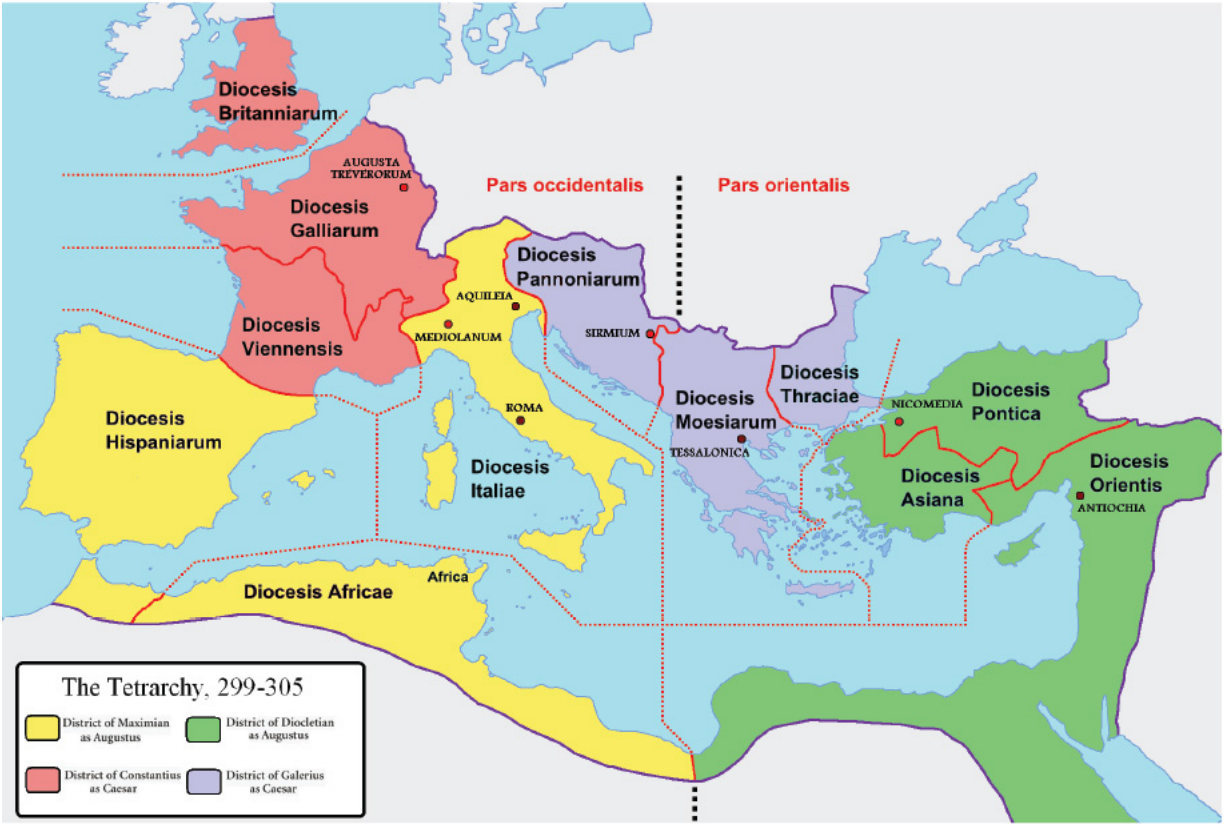 Diocesis
Britanniarum
AUGUSTA
TREVERORUM
Pars occidentalis
Pars orientalis
Diocesis
Galliarum
Diocesis
Pannoniarum
AQUILEIA
MEDIOLANUM
SIRMIUM
Diocesis
Viennensis
Diocesis
Thraciae
Diocesis
Moesiarum
TESSALONICA
Diocesis
Pontica
NICOMEDIA
Diocesis
Hispaniarum
ROMA
Diocesis
Italiae
Diocesis
Asiana
Diocesis
Orientis
ANTIOCHIA
Africa
Diocesis Africae
The Tetrarchy, 299-305
District of Maximian
as Augustus
District of Diocletian
as Augustus
District of Constantius
as Caesar
District of Galerius
as Caesar